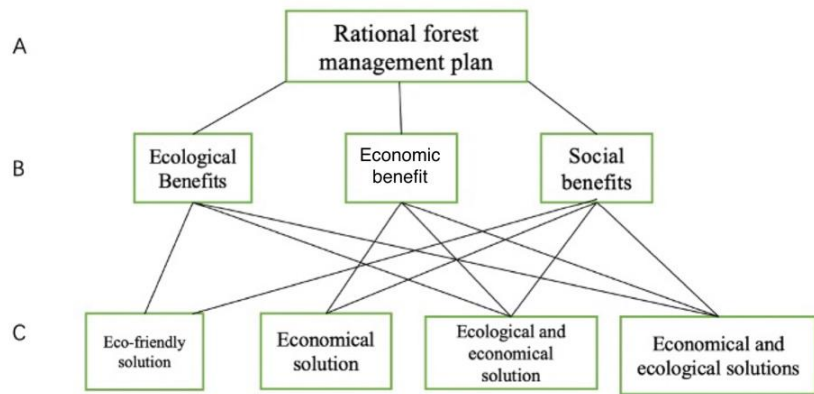 A
Rational forest
management plan
B
Ecological
Benefits
Economic
benefit
Social
benefits
C
Eco-friendly
solution
Economical
solution
Ecological and
economical
solution
Economical and
ecological solutions